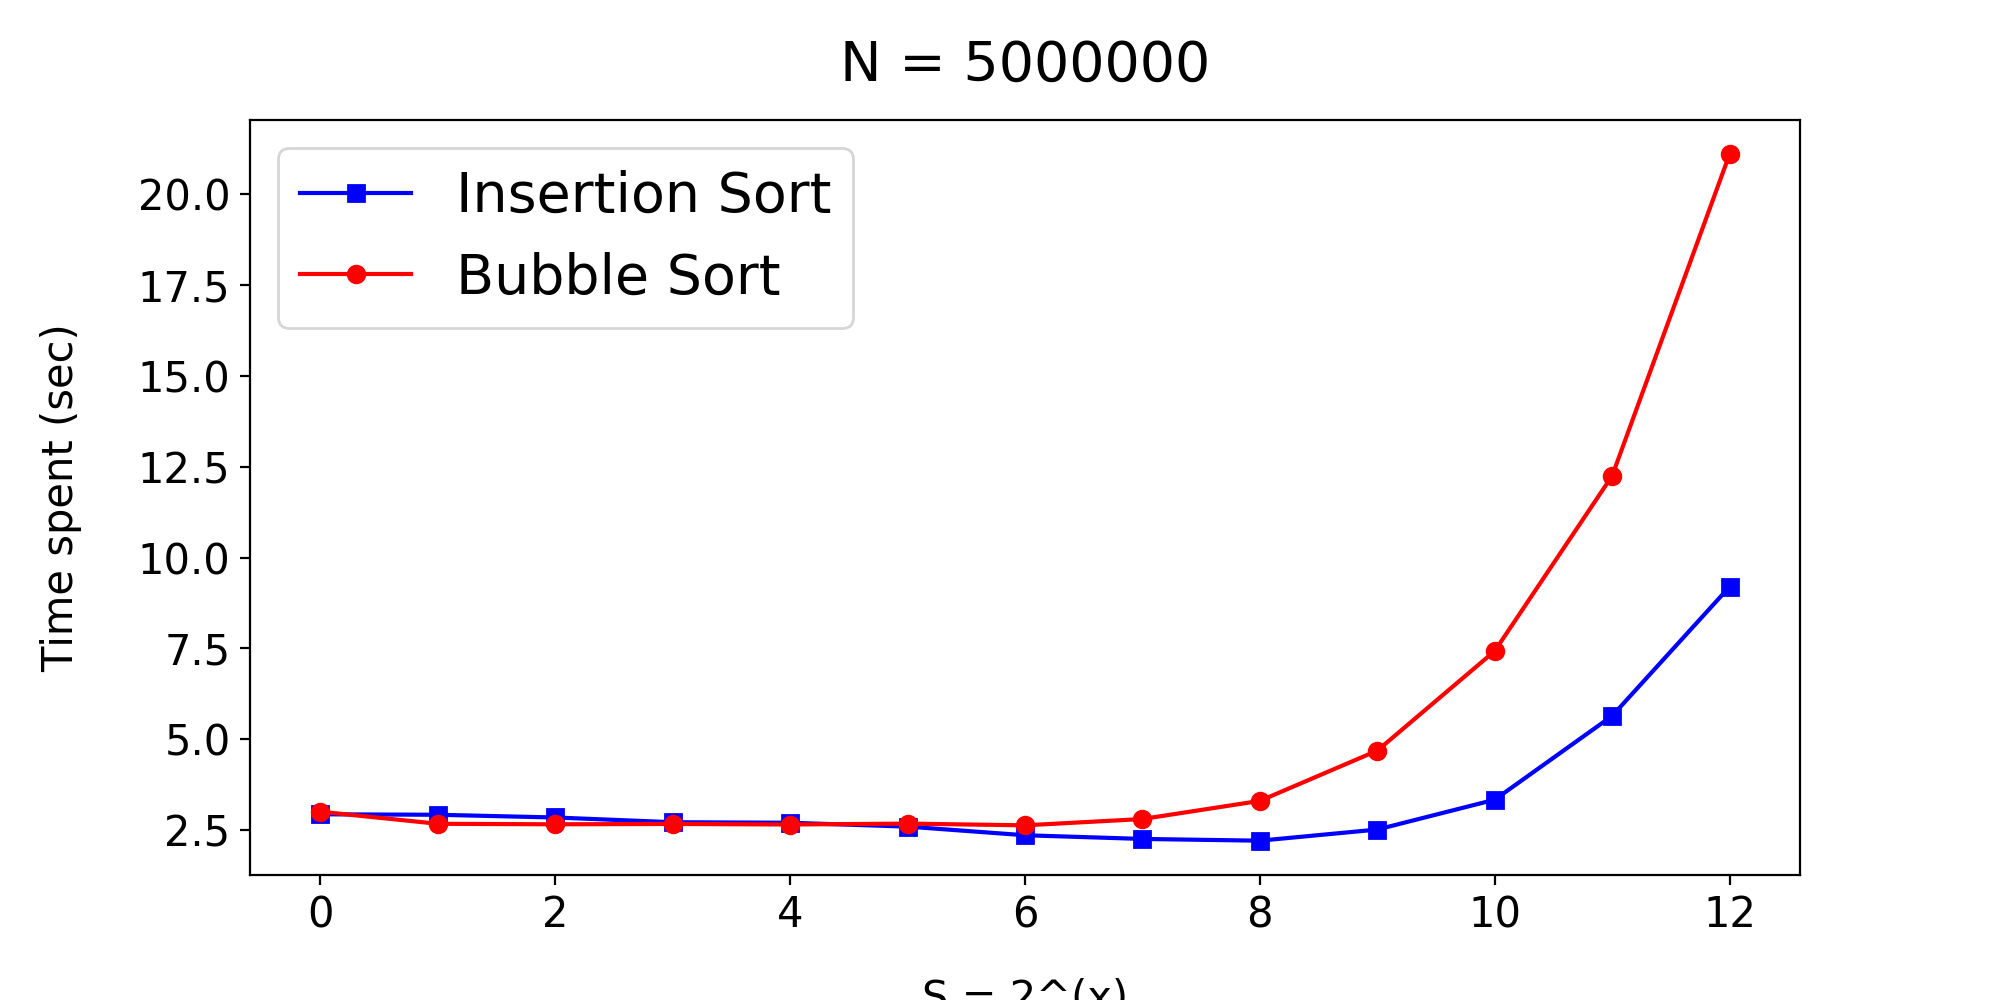 N = 5000000
Insertion Sort
Bubble Sort
20.0
17.5
15.0
12.5
10.0
7.5
5.0
2.5
Time spent (sec)
0 2 4 6 8 10 12
S = 2^(x)